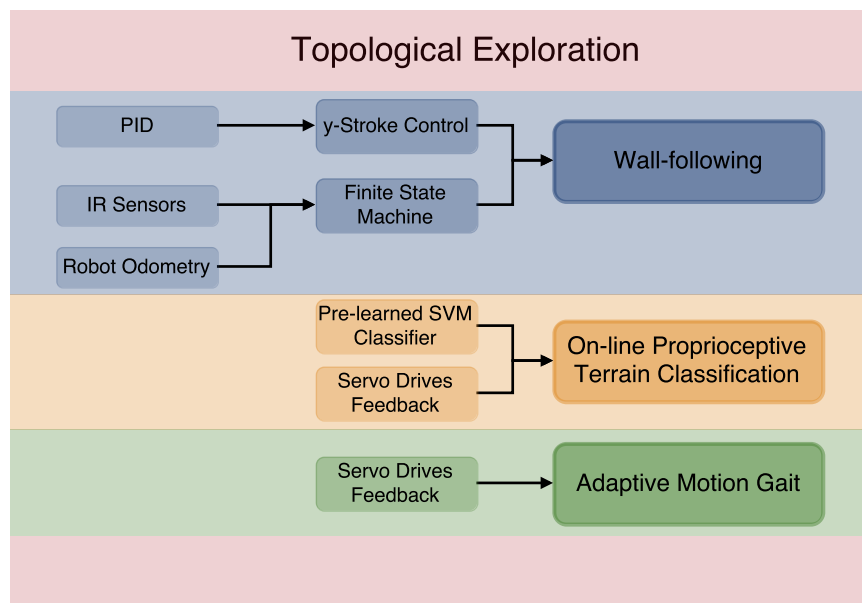 Topological Exploration
PID
y-Stroke Control
Wall-following
IR Sensors
Finite State
Machine
Robot Odometry
Pre-learned SVM
Classifier
Servo Drives
Feedback
On-line Proprioceptive
Terrain Classification
Servo Drives
Feedback
Adaptive Motion Gait